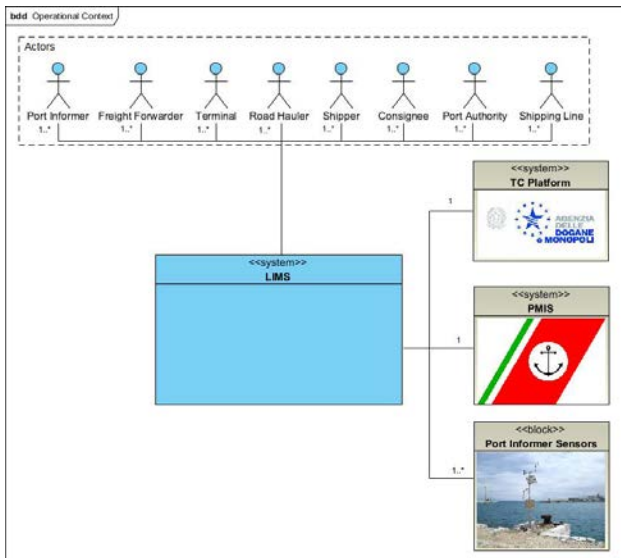 bdd Operational Context
Actors
Port Informer Freight Forwarder Terminal Road Hauler Shipper Consignee Port Authority Shipping Line
1..* 1..* 1..* 1..* 1..* 1..* 1..* 1..*
<<system>>
TC Platform
1
AGENZIA
DELLE
DOGANE
e MONOPOLI
<<system>>
LIMS
<<system>>
PMIS
1
<<block>>
Port Informer Sensors
1..*